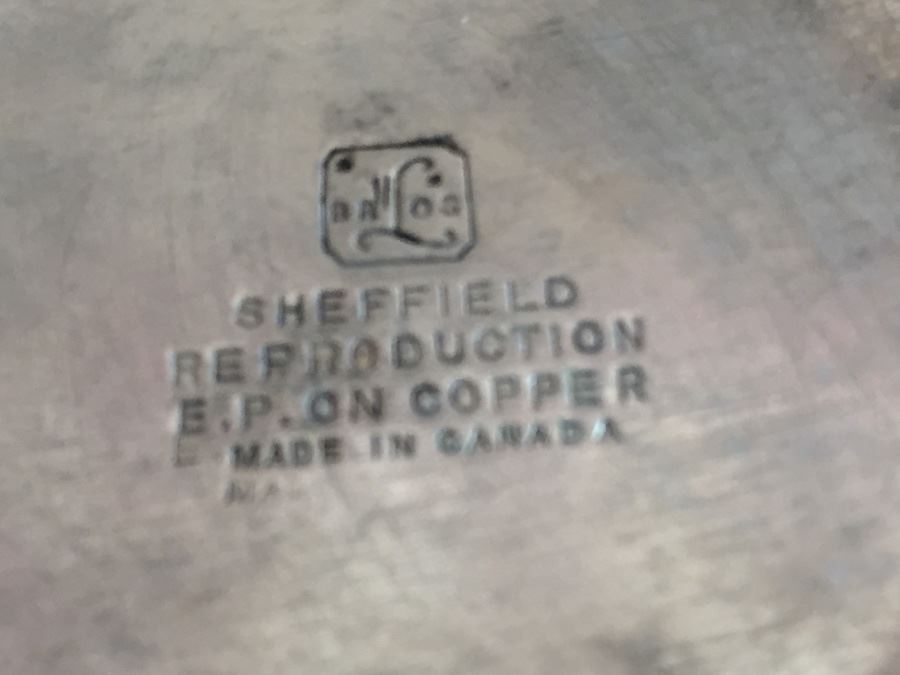 SHEFFIELD
REPRODUCTION
E.P. ON COPPER
MADE IN CANADA